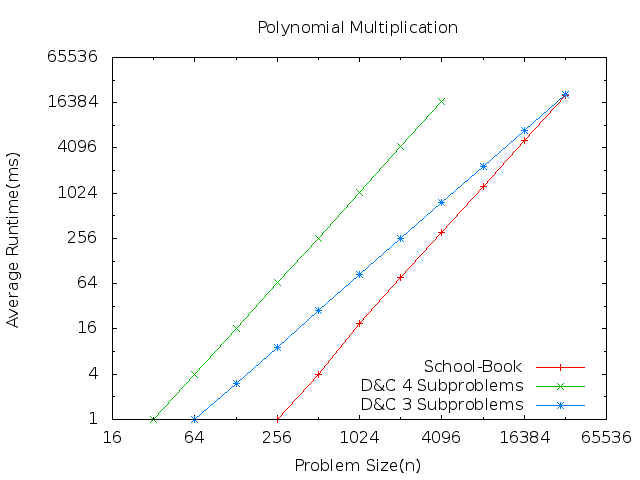 Polynomial Multiplication
Average Runtime(ms)
65536
16384
4096
1024
256
64
16
4
1
School-Book
D&C 4 Subproblems
D&C 3 Subproblems
16 64 256 1024 4096 16384 65536
Problem Size(n)